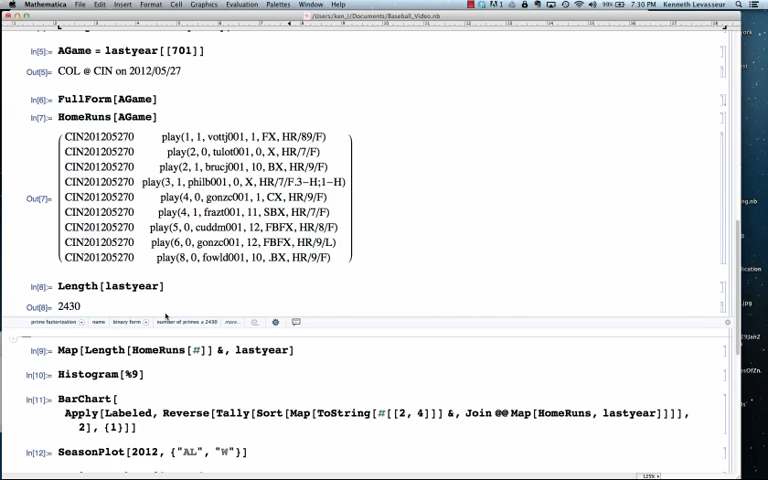 Mathematica File Edit Insert Format Cell Graphics Evaluation Palettes Window Help 99% 7:30 PM Kenneth Levasseur
/Users/ken_l/Documents/Baseball_Video.nb
In[5]:= AGame = lastyear[[701]]
Out[5]= COL @ CIN on 2012/05/27
In[6]:= FullForm[AGame]
In[7]:= HomeRuns[AGame]
CIN201205270 play(1, 1, vottj001, 1, FX, HR/89/F)
CIN201205270 play(2, 0, tulot001, 0, X, HR/7/F)
CIN201205270 play(2, 1, brucj001, 10, BX, HR/9/F)
CIN201205270 play(3, 1, philb001, 0, X, HR/7/F.3-H;1-H)
Out[7]= CIN201205270 play(4, 0, gonzc001, 1, CX, HR/9/F)
CIN201205270 play(4, 1, frazt001, 11, SBX, HR/7/F)
CIN201205270 play(5, 0, cuddm001, 12, FBFX, HR/8/F)
CIN201205270 play(6, 0, gonzc001, 12, FBFX, HR/9/L)
CIN201205270 play(8, 0, fowld001, 10, .BX, HR/9/F)
In[8]:= Length[lastyear]
Out[8]= 2430
prime factorization name binary form number of primes ≤ 2430 more...
In[9]:= Map[Length[HomeRuns[#]] &, lastyear]
In[10]:= Histogram[%9]
In[11]:= BarChart[
Apply[Labeled, Reverse[Tally[Sort[Map[ToString[#[[2, 4]]] &, Join @@ Map[HomeRuns, lastyear]]]],
2], {1}]]
In[12]:= SeasonPlot[2012, {"AL", "W"}]
125%